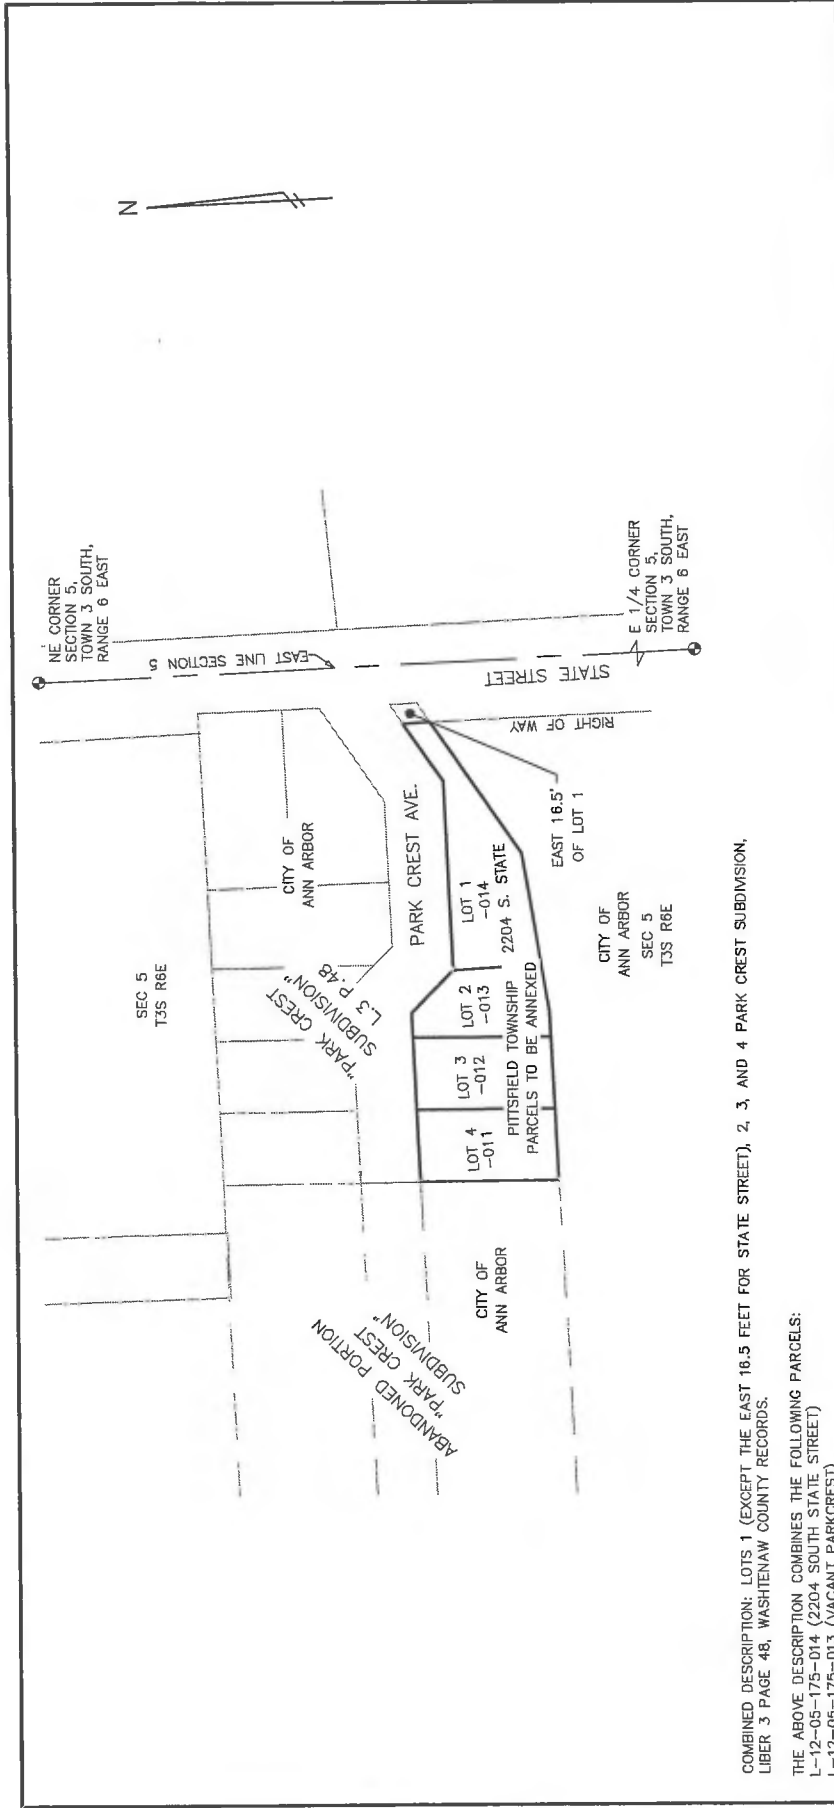 N
NE CORNER
SECTION 5,
TOWN 3 SOUTH,
RANGE 6 EAST
EAST LINE SECTION 5
STATE STREET
E 1/4 CORNER
SECTION 5,
TOWN 3 SOUTH,
RANGE 6 EAST
RIGHT OF WAY
EAST 16.5'
OF LOT 1
SEC 5
T3S R6E
CITY OF
ANN ARBOR
PARK CREST AVE.
"PARK CREST
SUBDIVISION"
L.3 P.48
LOT 1
-014
2204 S. STATE
LOT 2
-013
LOT 3
-012
LOT 4
-011
PITTSFIELD TOWNSHIP
PARCELS TO BE ANNEXED
CITY OF
ANN ARBOR
SEC 5
T3S R6E
CITY OF
ANN ARBOR
ABANDONED PORTION
"PARK CREST
SUBDIVISION"
COMBINED DESCRIPTION: LOTS 1 (EXCEPT THE EAST 16.5 FEET FOR STATE STREET), 2, 3, AND 4 PARK CREST SUBDIVISION,
LIBER 3 PAGE 48, WASHTENAW COUNTY RECORDS.
THE ABOVE DESCRIPTION COMBINES THE FOLLOWING PARCELS:
L-12-05-175-014 (2204 SOUTH STATE STREET)
L-12-05-175-013 (VACANT PARKCREST)